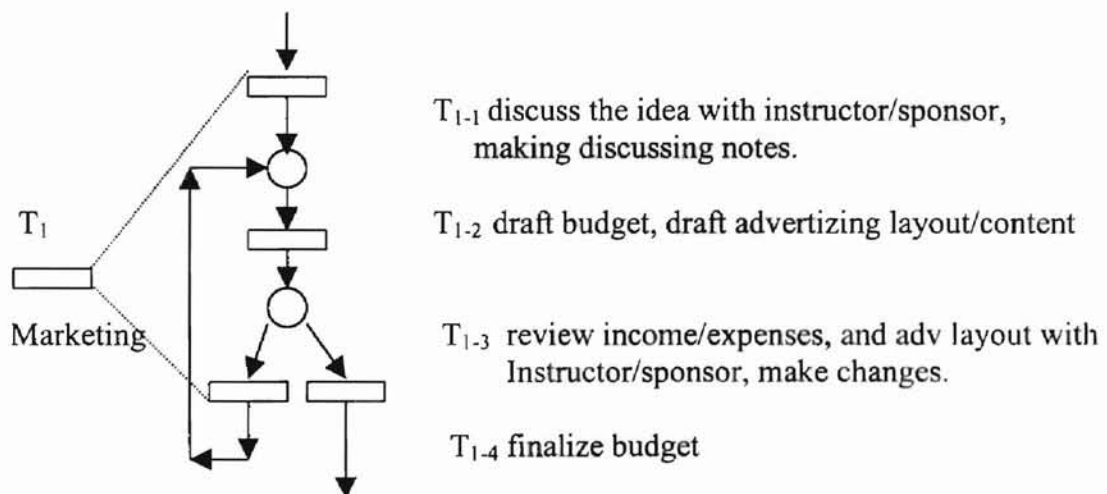 T1-1 discuss the idea with instructor/sponsor,
making discussing notes.
T1
T1-2 draft budget, draft advertizing layout/content
Marketing
T1-3 review income/expenses, and adv layout with
Instructor/sponsor, make changes.
T1-4 finalize budget